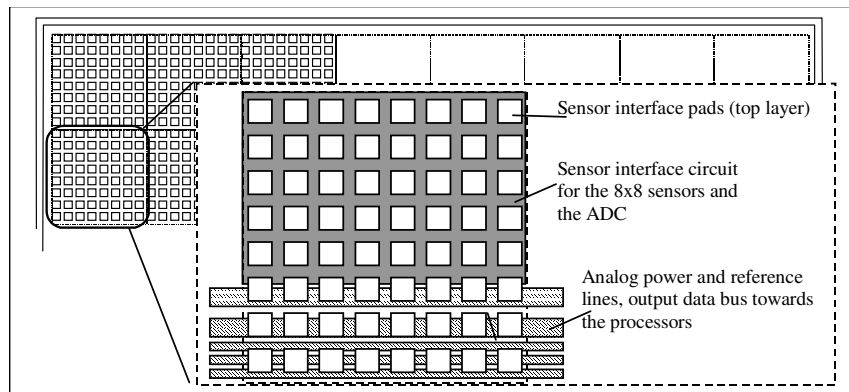 Sensor interface pads (top layer)
Sensor interface circuit
for the 8x8 sensors and
the ADC
Analog power and reference
lines, output data bus towards
the processors